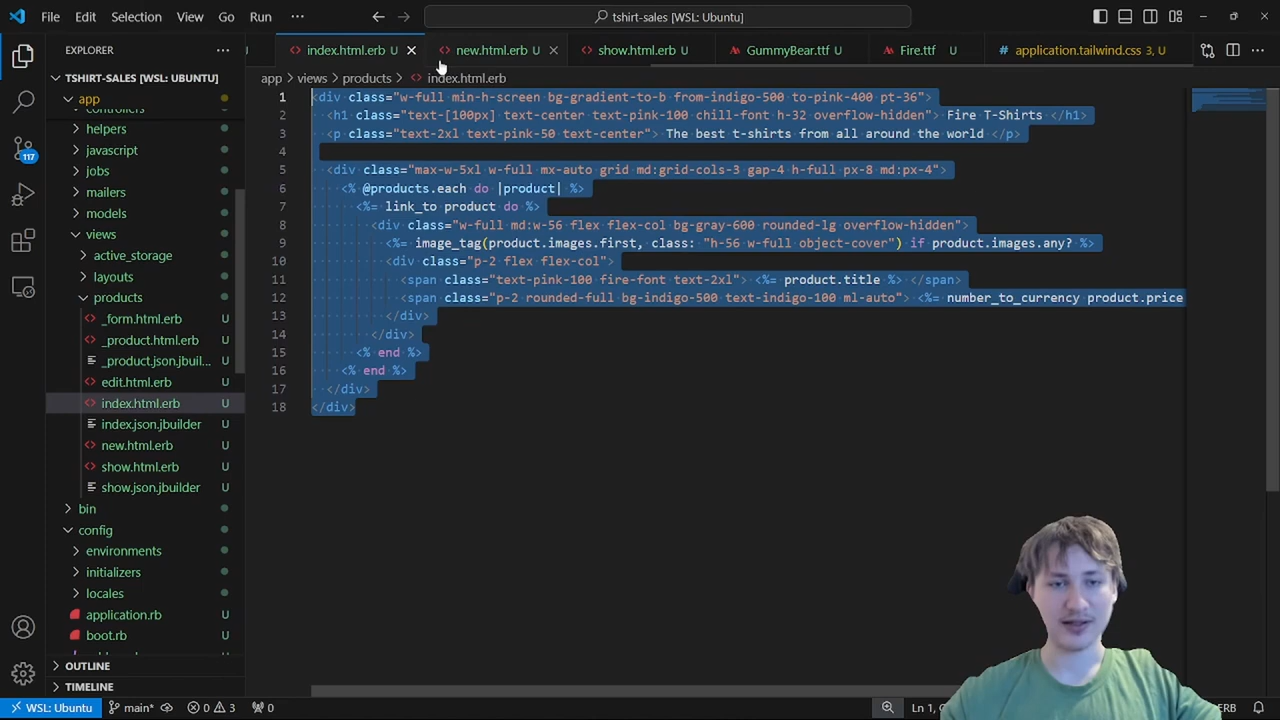 File Edit Selection View Go Run ··· tshirt-sales [WSL: Ubuntu]
EXPLORER ···
index.html.erb U new.html.erb U show.html.erb U GummyBear.ttf U Fire.ttf U application.tailwind.css 3, U
TSHIRT-SALES [WSL: UBUNTU]
app > views > products > index.html.erb
app
controllers
helpers
javascript
jobs
mailers
models
views
active_storage
layouts
products
_form.html.erb U
_product.html.erb U
_product.json.jbuil... U
edit.html.erb U
index.html.erb U
index.json.jbuilder U
new.html.erb U
show.html.erb U
show.json.jbuilder U
bin
config
environments
initializers
locales
application.rb U
boot.rb U
OUTLINE
TIMELINE
117
1 <div class="w-full min-h-screen bg-gradient-to-b from-indigo-500 to-pink-400 pt-36">
2 <h1 class="text-[100px] text-center text-pink-100 chill-font h-32 overflow-hidden"> Fire T-Shirts </h1>
3 <p class="text-2xl text-pink-50 text-center"> The best t-shirts from all around the world </p>
4
5 <div class="max-w-5xl w-full mx-auto grid md:grid-cols-3 gap-4 h-full px-8 md:px-4">
6 <% @products.each do |product| %>
7 <%= link_to product do %>
8 <div class="w-full md:w-56 flex flex-col bg-gray-600 rounded-lg overflow-hidden">
9 <%= image_tag(product.images.first, class: "h-56 w-full object-cover") if product.images.any? %>
10 <div class="p-2 flex flex-col">
11 <span class="text-pink-100 fire-font text-2xl"> <%= product.title %> </span>
12 <span class="p-2 rounded-full bg-indigo-500 text-indigo-100 ml-auto"> <%= number_to_currency product.price
13 </div>
14 </div>
15 <% end %>
16 <% end %>
17 </div>
18 </div>
WSL: Ubuntu main* 0 3 0 Ln 1, ERB